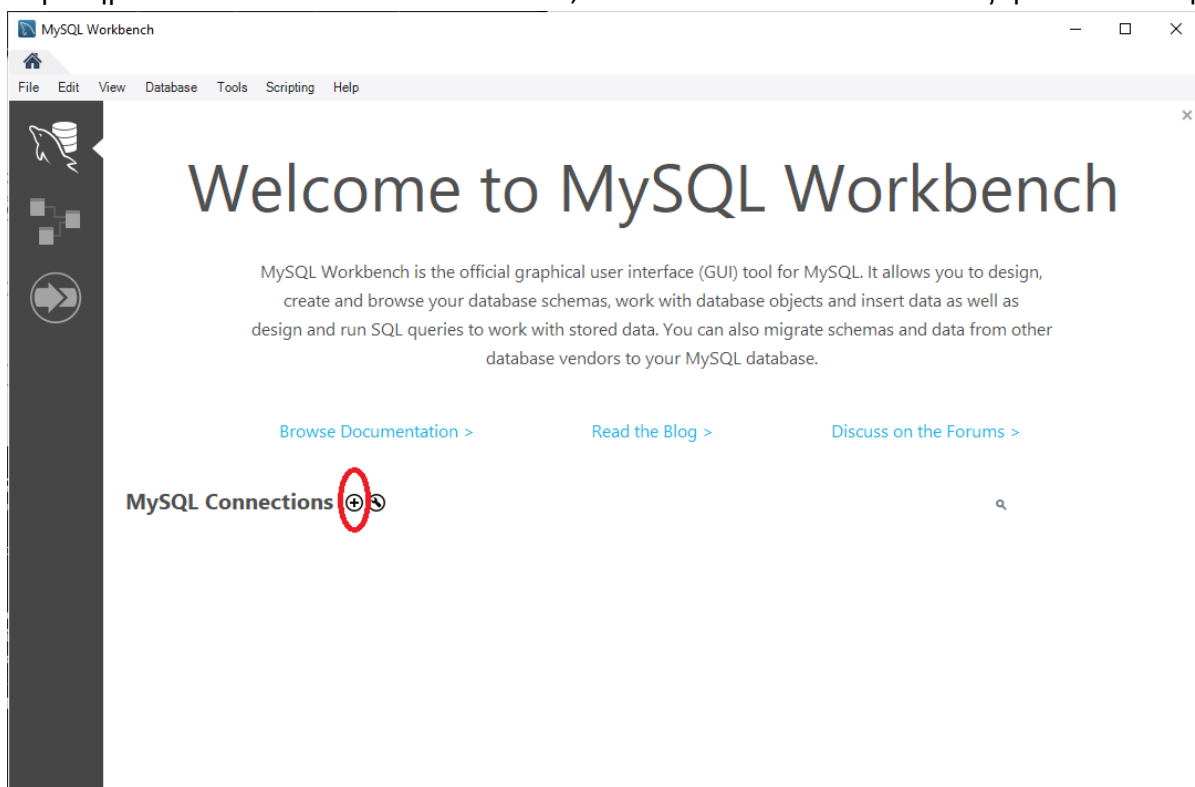 MySQL Workbench
File Edit View Database Tools Scripting Help
Welcome to MySQL Workbench
MySQL Workbench is the official graphical user interface (GUI) tool for MySQL. It allows you to design,
create and browse your database schemas, work with database objects and insert data as well as
design and run SQL queries to work with stored data. You can also migrate schemas and data from other
database vendors to your MySQL database.
Browse Documentation > Read the Blog > Discuss on the Forums >
MySQL Connections